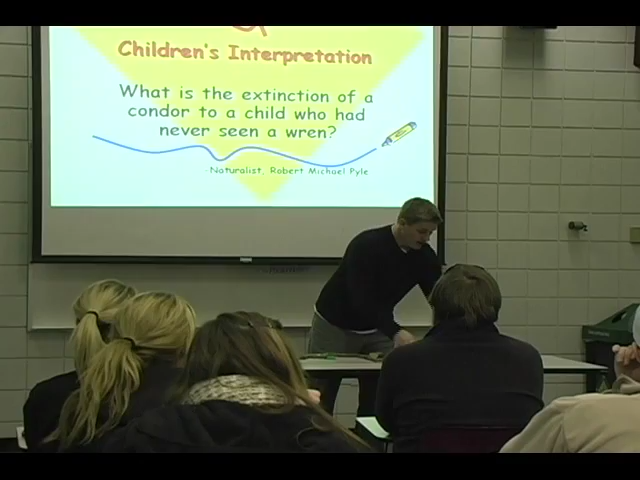 Children's Interpretation
What is the extinction of a
condor to a child who had
never seen a wren?
-Naturalist, Robert Michael Pyle